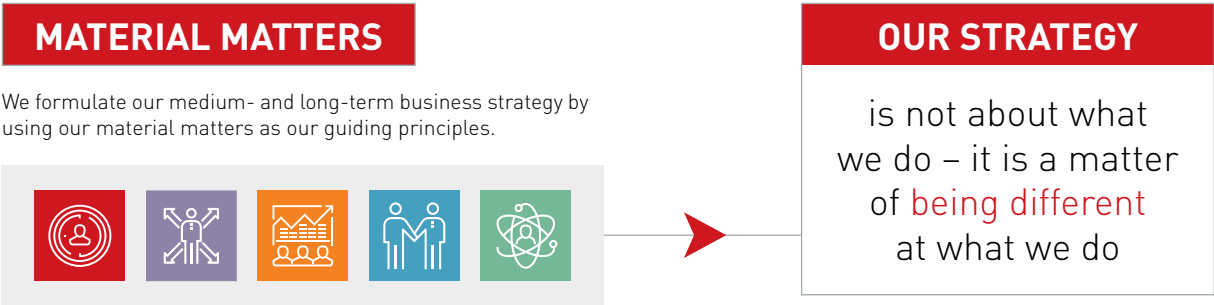 MATERIAL MATTERS
We formulate our medium- and long-term business strategy by
using our material matters as our guiding principles.
OUR STRATEGY
is not about what
we do – it is a matter
of being different
at what we do